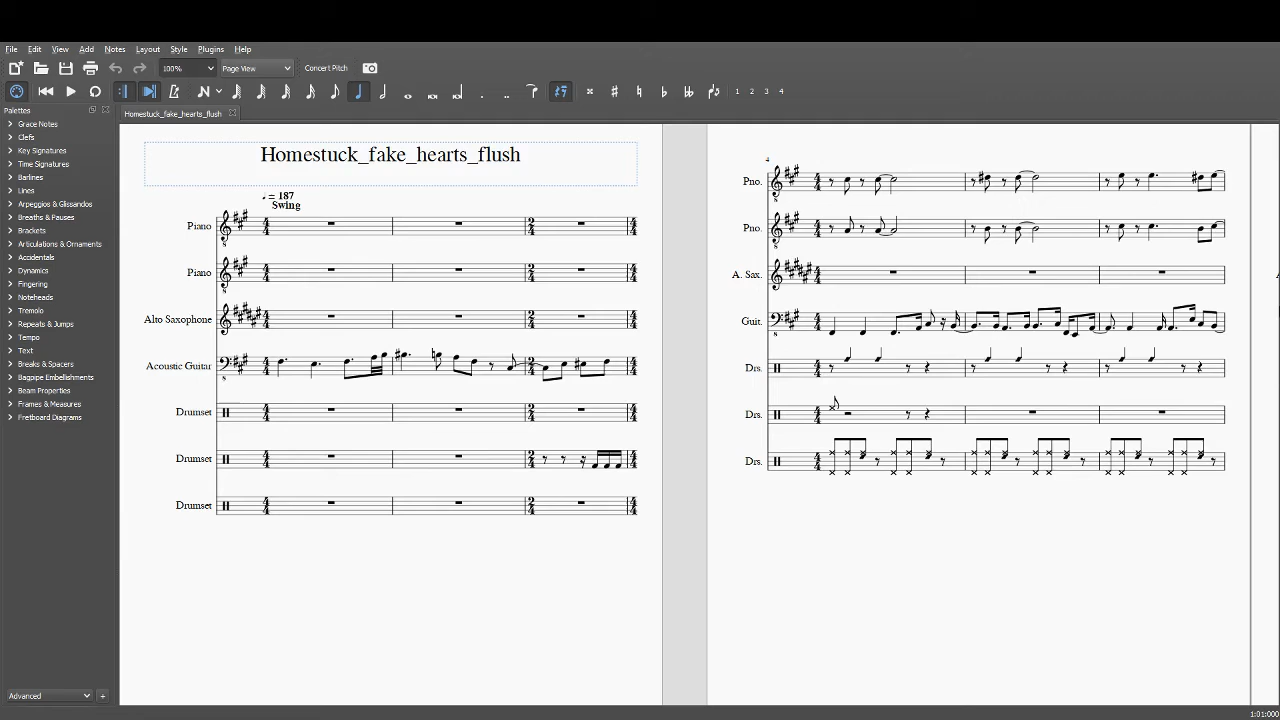 File Edit View Add Notes Layout Style Plugins Help
100% Page View Concert Pitch
1 2 3 4
Palettes
Homestuck_fake_hearts_flush
Grace Notes
Clefs
Key Signatures
Time Signatures
Barlines
Lines
Arpeggios & Glissandos
Breaths & Pauses
Brackets
Articulations & Ornaments
Accidentals
Dynamics
Fingering
Noteheads
Tremolo
Repeats & Jumps
Tempo
Text
Breaks & Spacers
Bagpipe Embellishments
Beam Properties
Frames & Measures
Fretboard Diagrams
Advanced
Homestuck_fake_hearts_flush
= 187
Swing
Piano
Piano
Alto Saxophone
Acoustic Guitar
Drumset
Drumset
Drumset
4
Pno.
Pno.
A. Sax.
Guit.
Drs.
Drs.
Drs.
1:01:000